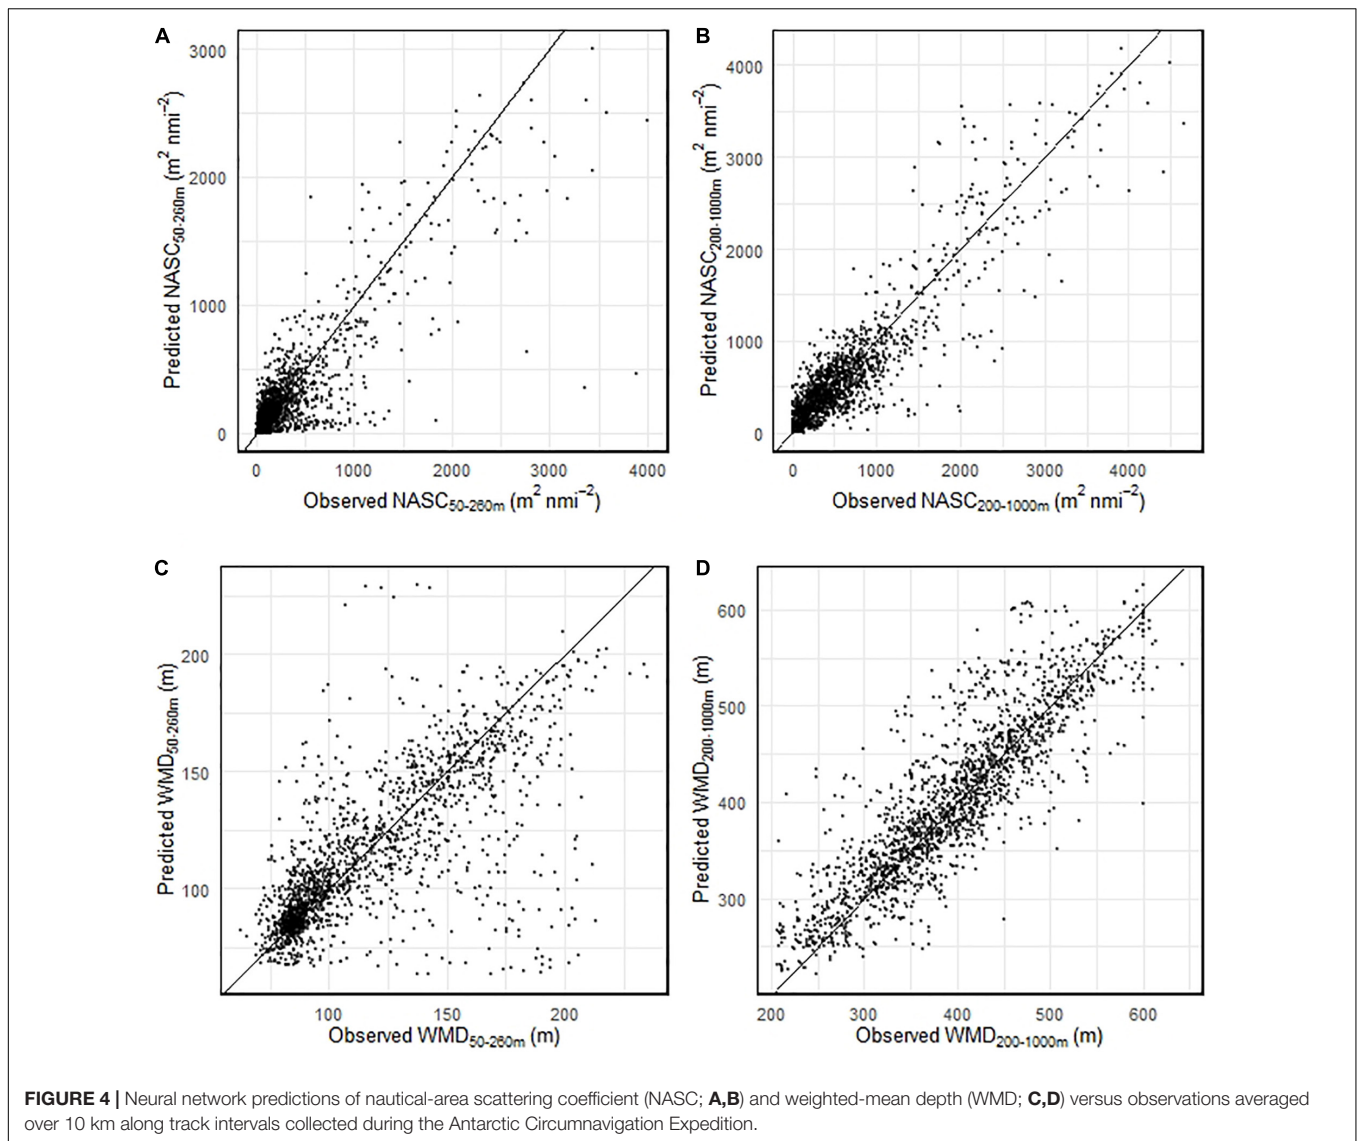 A
3000
2000
1000
0
Predicted NASC50-260m (m² nmi⁻²)
0 1000 2000 3000 4000
Observed NASC50-260m (m² nmi⁻²)
B
4000
3000
2000
1000
0
Predicted NASC200-1000m (m² nmi⁻²)
0 1000 2000 3000 4000
Observed NASC200-1000m (m² nmi⁻²)
C
200
150
100
Predicted WMD50-260m (m)
100 150 200
Observed WMD50-260m (m)
D
600
500
400
300
Predicted WMD200-1000m (m)
200 300 400 500 600
Observed WMD200-1000m (m)
FIGURE 4 | Neural network predictions of nautical-area scattering coefficient (NASC; A,B) and weighted-mean depth (WMD; C,D) versus observations averaged
over 10 km along track intervals collected during the Antarctic Circumnavigation Expedition.